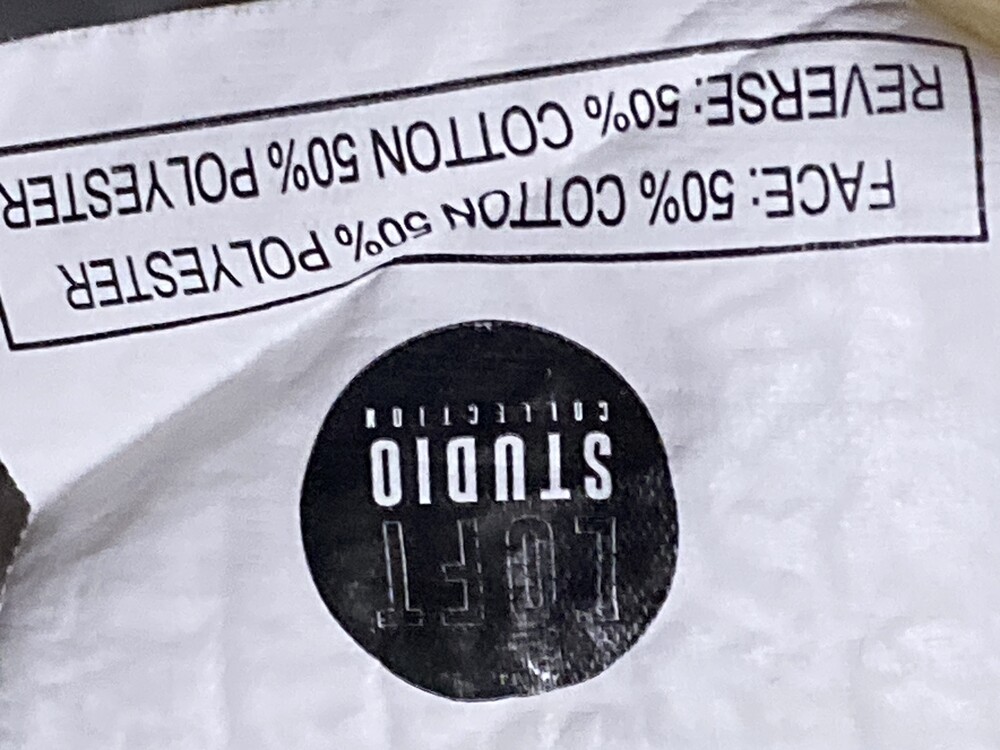 LOFT
STUDIO
COLLECTION
FACE: 50% COTTON 50% POLYESTER
REVERSE: 50% COTTON 50% POLYESTER